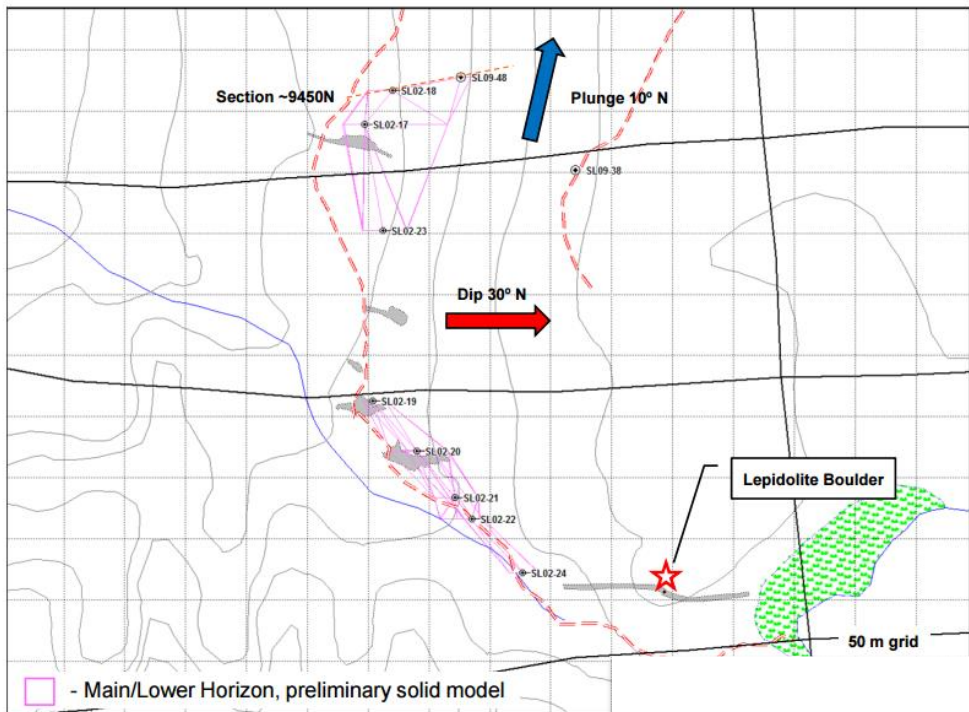 SL09-48
SL02-18
Section ~9450N
Plunge 10º N
SL02-17
SL09-38
SL02-23
Dip 30º N
SL02-19
SL02-20
Lepidolite Boulder
SL02-21
SL02-22
SL02-24
50 m grid
- Main/Lower Horizon, preliminary solid model